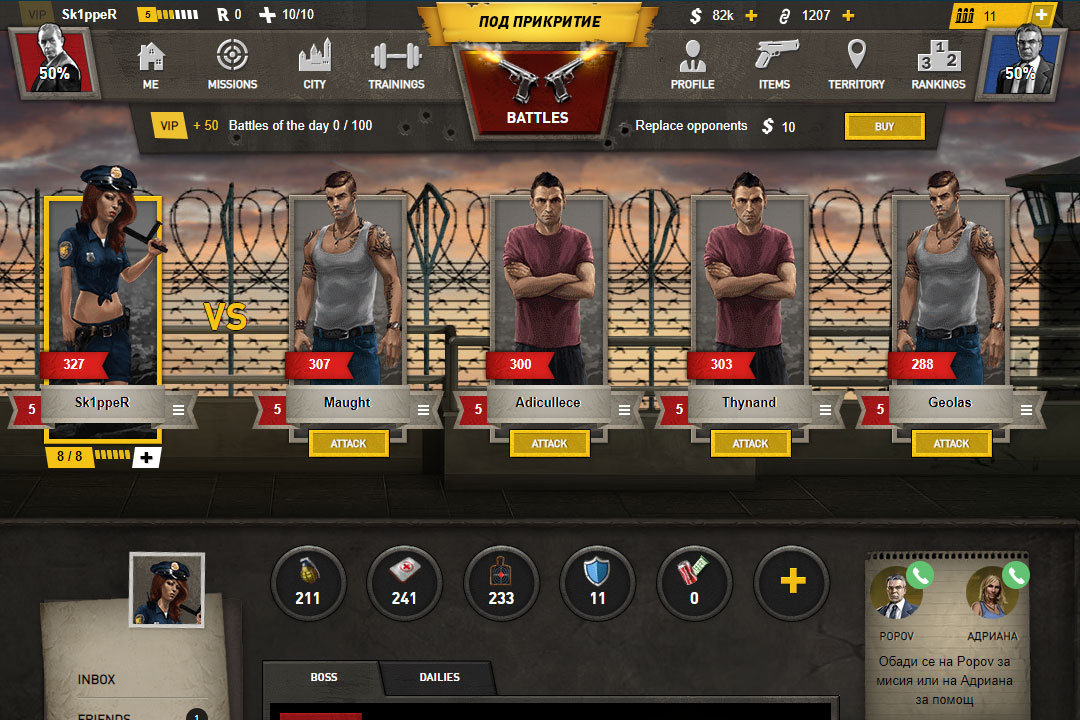 VIP Sk1ppeR 5 R 0 10/10
ПОД ПРИКРИТИЕ
$ 82k 1207 11
50%
ME MISSIONS CITY TRAININGS
BATTLES
PROFILE ITEMS TERRITORY RANKINGS
1 2 3
50%
VIP + 50 Battles of the day 0 / 100
Replace opponents $ 10 BUY
VS
327 307 300 303 288
5 Sk1ppeR 5 Maught 5 Adicullece 5 Thynand 5 Geolas
ATTACK ATTACK ATTACK ATTACK
8 / 8
211 241 233 11 0
POPOV АДРИАНА
Обади се на Popov за
мисия или на Адриана
за помощ
INBOX
FRIENDS 1
BOSS DAILIES